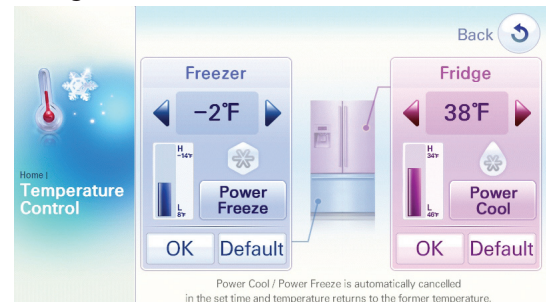 Back
Freezer
−2°F
H
−14°F
L
8°F
Power
Freeze
OK
Default
Fridge
38°F
H
34°F
L
46°F
Power
Cool
OK
Default
Home |
Temperature
Control
Power Cool / Power Freeze is automatically cancelled
in the set time and temperature returns to the former temperature.